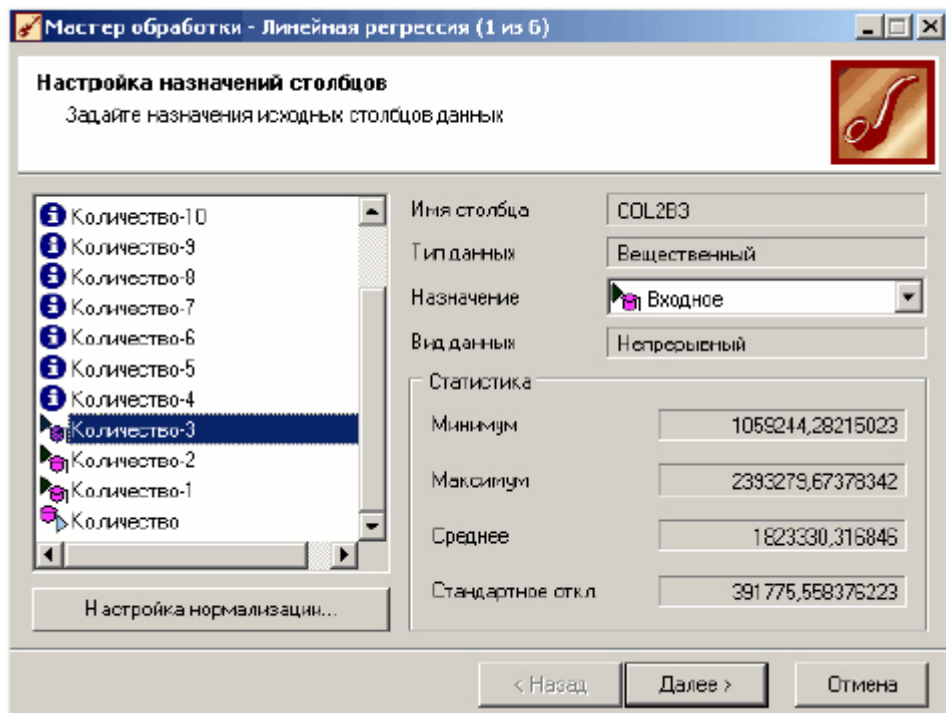 Мастер обработки - Линейная регрессия (1 из 6)
Настройка назначений столбцов
Задайте назначения исходных столбцов данных
Количество-10
Количество-9
Количество-8
Количество-7
Количество-6
Количество-5
Количество-4
Количество-3
Количество-2
Количество-1
Количество
Настройка нормализации...
Имя столбца
COL2B3
Тип данных
Вещественный
Назначение
Входное
Вид данных
Непрерывный
Статистика
Минимум
1059244,28215023
Максимум
2393279,67378342
Среднее
1823330,316846
Стандартное откл
391775,558376223
< Назад
Далее >
Отмена